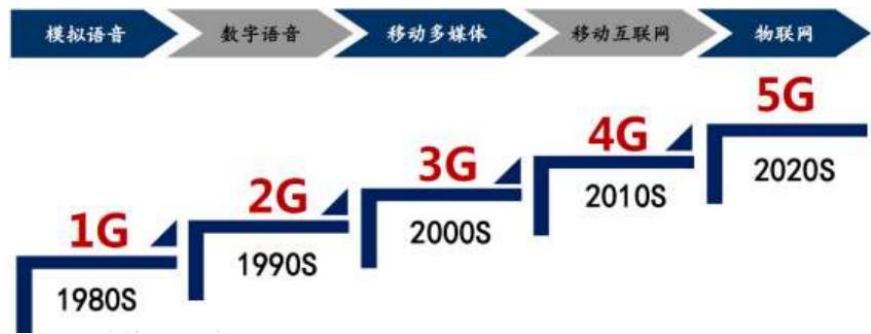 模拟语音
数字语音
移动多媒体
移动互联网
物联网
5G
2020S
4G
2010S
3G
2000S
2G
1990S
1G
1980S